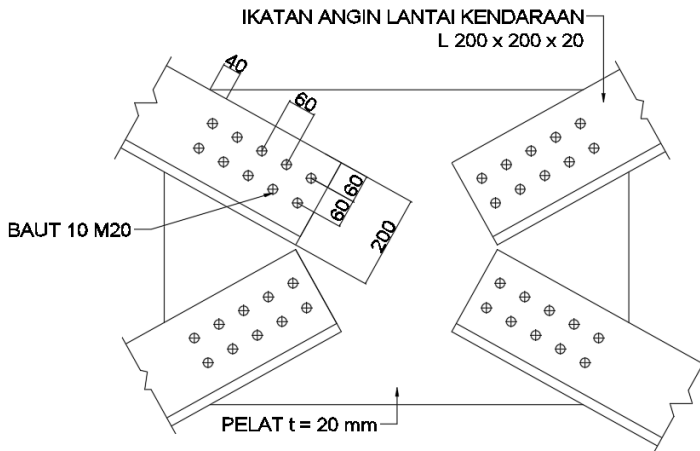 IKATAN ANGIN LANTAI KENDARAAN
L 200 x 200 x 20
40
60
60
60
200
BAUT 10 M20
PELAT t = 20 mm